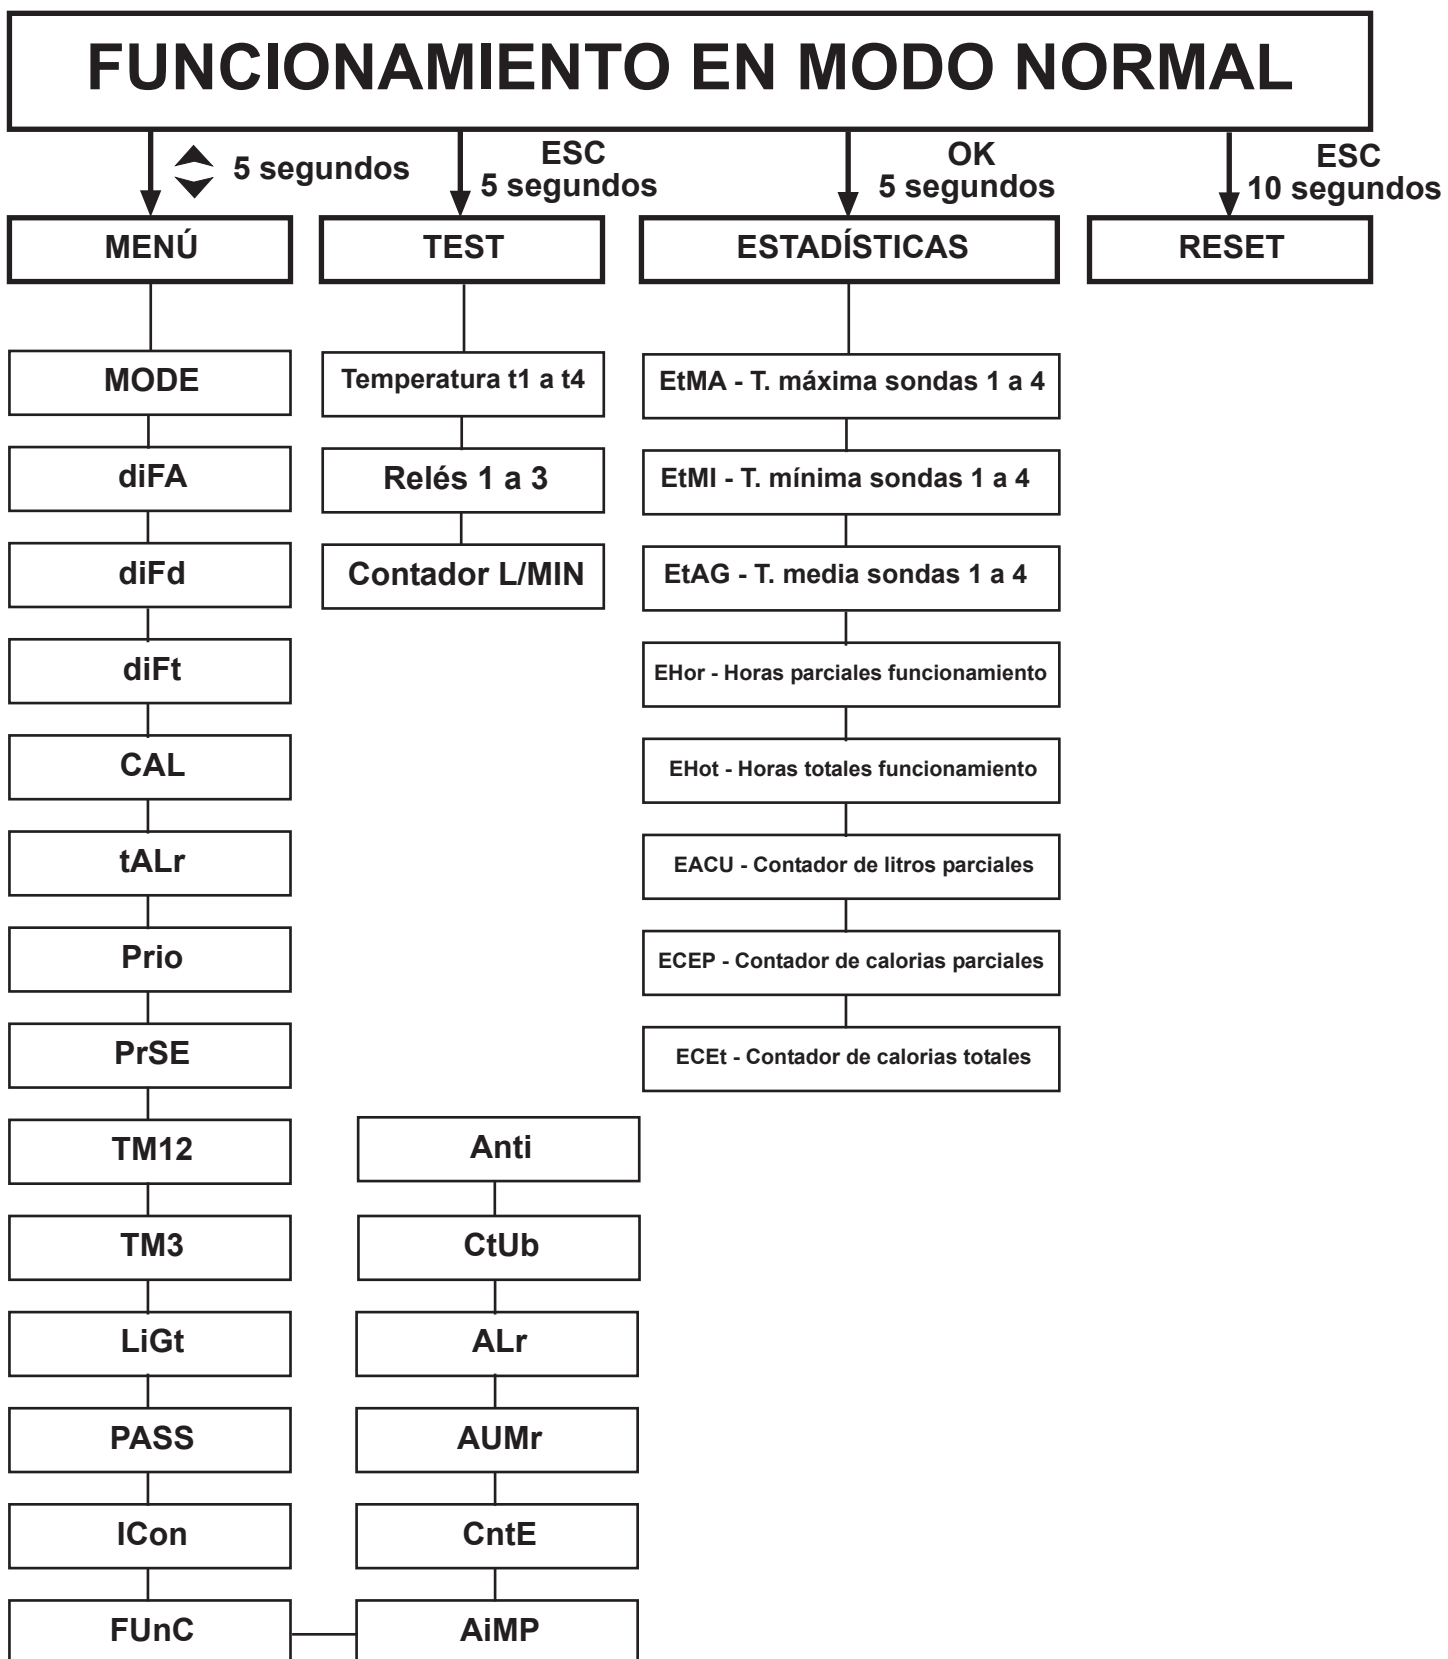 FUNCIONAMIENTO EN MODO NORMAL
5 segundos
ESC
5 segundos
OK
5 segundos
ESC
10 segundos
MENÚ
TEST
ESTADÍSTICAS
RESET
MODE
diFA
diFd
diFt
CAL
tALr
Prio
PrSE
TM12
TM3
LiGt
PASS
ICon
FUnC
Temperatura t1 a t4
Relés 1 a 3
Contador L/MIN
Anti
CtUb
ALr
AUMr
CntE
AiMP
EtMA - T. máxima sondas 1 a 4
EtMI - T. mínima sondas 1 a 4
EtAG - T. media sondas 1 a 4
EHor - Horas parciales funcionamiento
EHot - Horas totales funcionamiento
EACU - Contador de litros parciales
ECEP - Contador de calorias parciales
ECEt - Contador de calorias totales